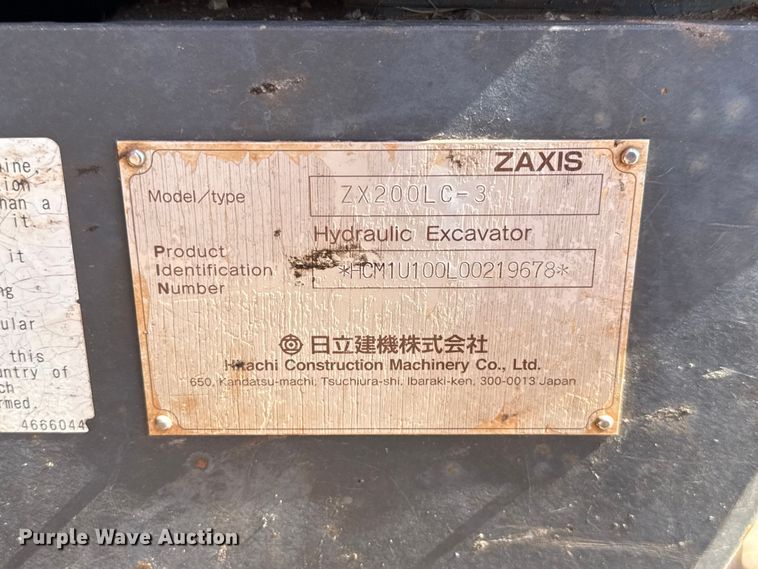 ine,
ion
han a
it
it
ng
ular
this
untry of
ch
rmed.
4666044
ZAXIS
Model/type ZX200LC-3
Hydraulic Excavator
Product
Identification *HCM1U100L00219678*
Number
日立建機株式会社
Hitachi Construction Machinery Co., Ltd.
650, Kandatsu-machi, Tsuchiura-shi, Ibaraki-ken, 300-0013 Japan
Purple Wave Auction